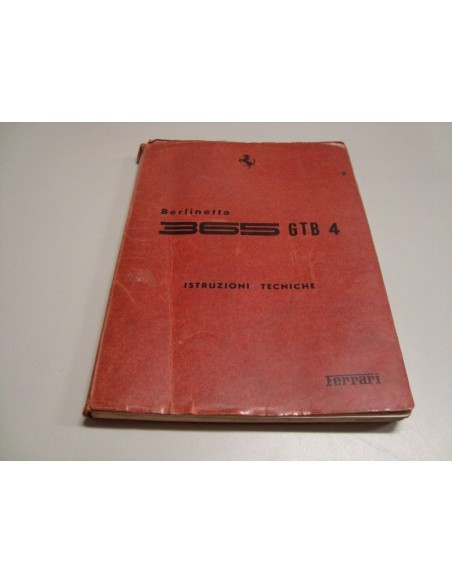 Berlinetta
365 GTB 4
ISTRUZIONI TECNICHE
Ferrari